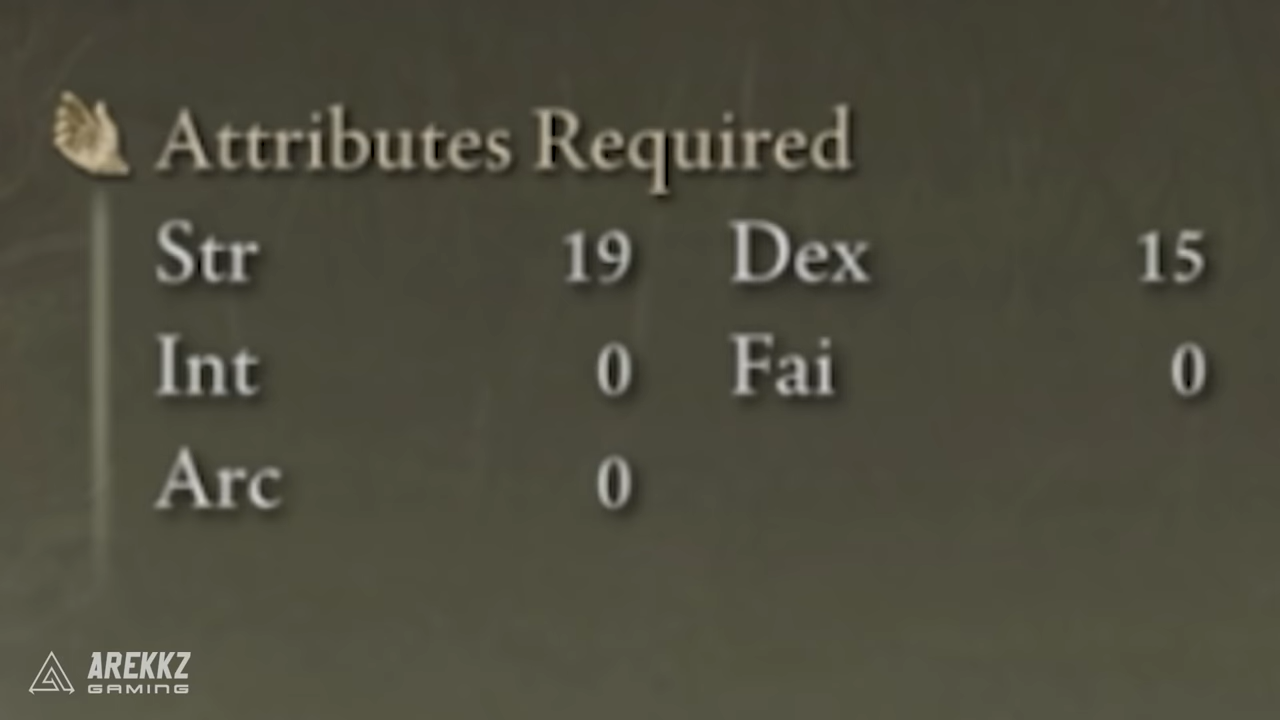 Attributes Required
Str 19 Dex 15
Int 0 Fai 0
Arc 0
AREKKZ
GAMING